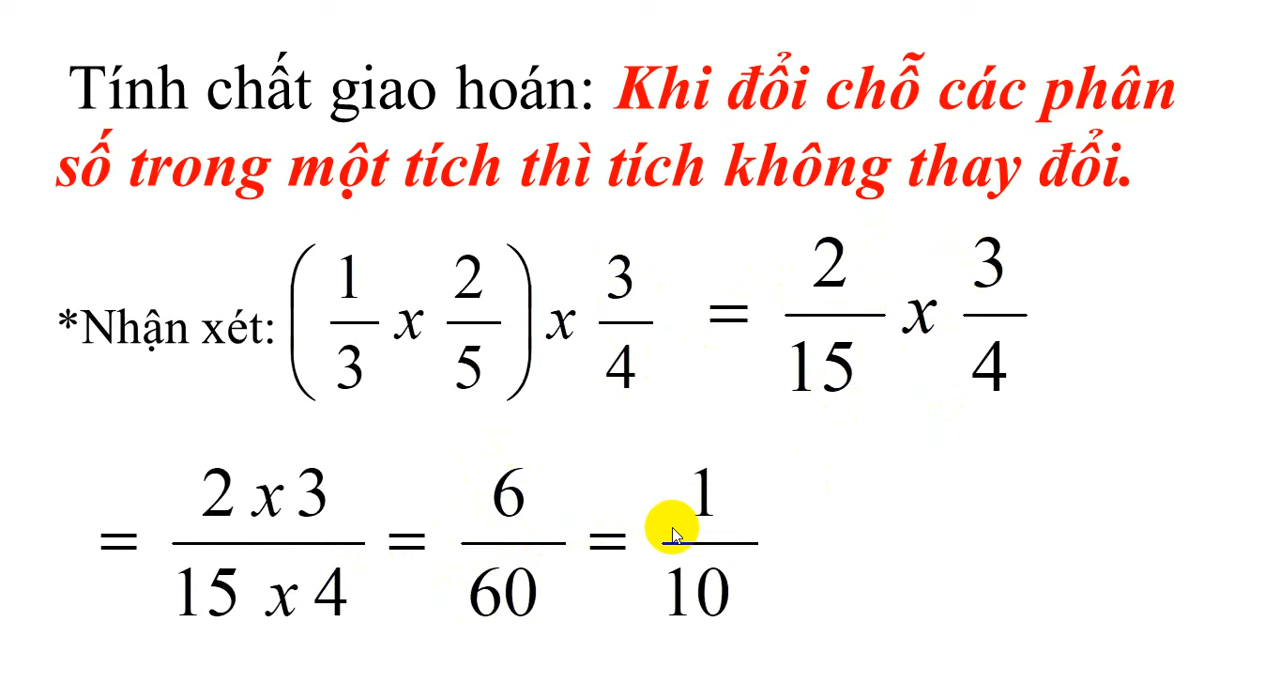 Tính chất giao hoán: Khi đổi chỗ các phân
số trong một tích thì tích không thay đổi.
*Nhận xét: (1/3 x 2/5) x 3/4 = 2/15 x 3/4
= 2 x 3 / 15 x 4 = 6/60 = 1/10